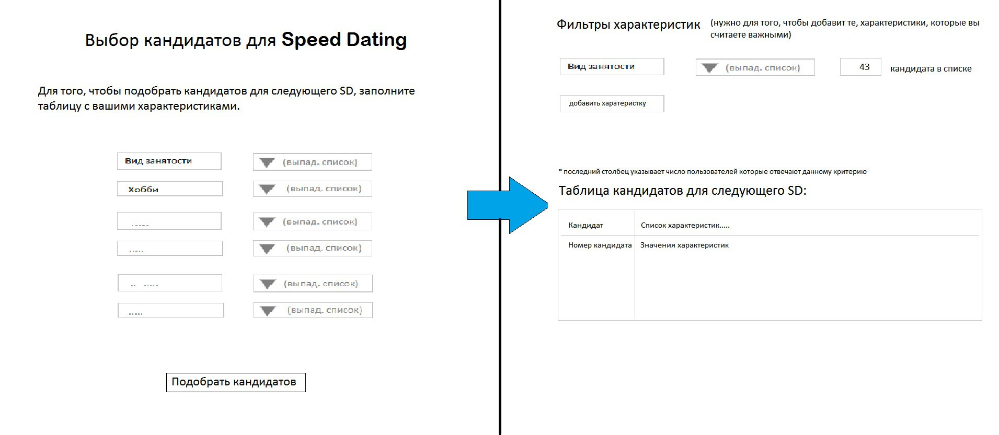 Выбор кандидатов для Speed Dating
Для того, чтобы подобрать кандидатов для следующего SD, заполните
таблицу с вашими характеристиками.
Вид занятости
(выпад. список)
Хобби
(выпад. список)
.....
(выпад. список)
.....
(выпад. список)
.. .....
(выпад. список)
.....
(выпад. список)
Подобрать кандидатов
Фильтры характеристик
(нужно для того, чтобы добавит те, характеристики, которые вы
считаете важными)
Вид занятости
(выпад. список)
43
кандидата в списке
добавить харатеристку
* последний столбец указывает число пользователей которые отвечают данному критерию
Таблица кандидатов для следующего SD:
Кандидат
Список характеристик.....
Номер кандидата
Значения характеристик